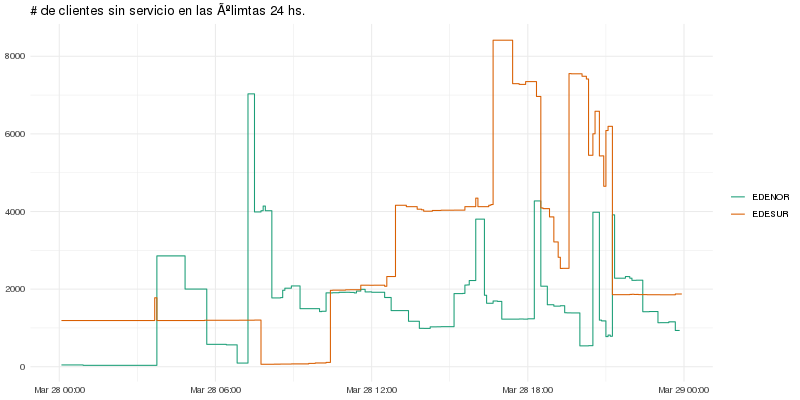 # de clientes sin servicio en las Ãºlimtas 24 hs.
8000
6000
4000
2000
0
Mar 28 00:00
Mar 28 06:00
Mar 28 12:00
Mar 28 18:00
Mar 29 00:00
EDENOR
EDESUR